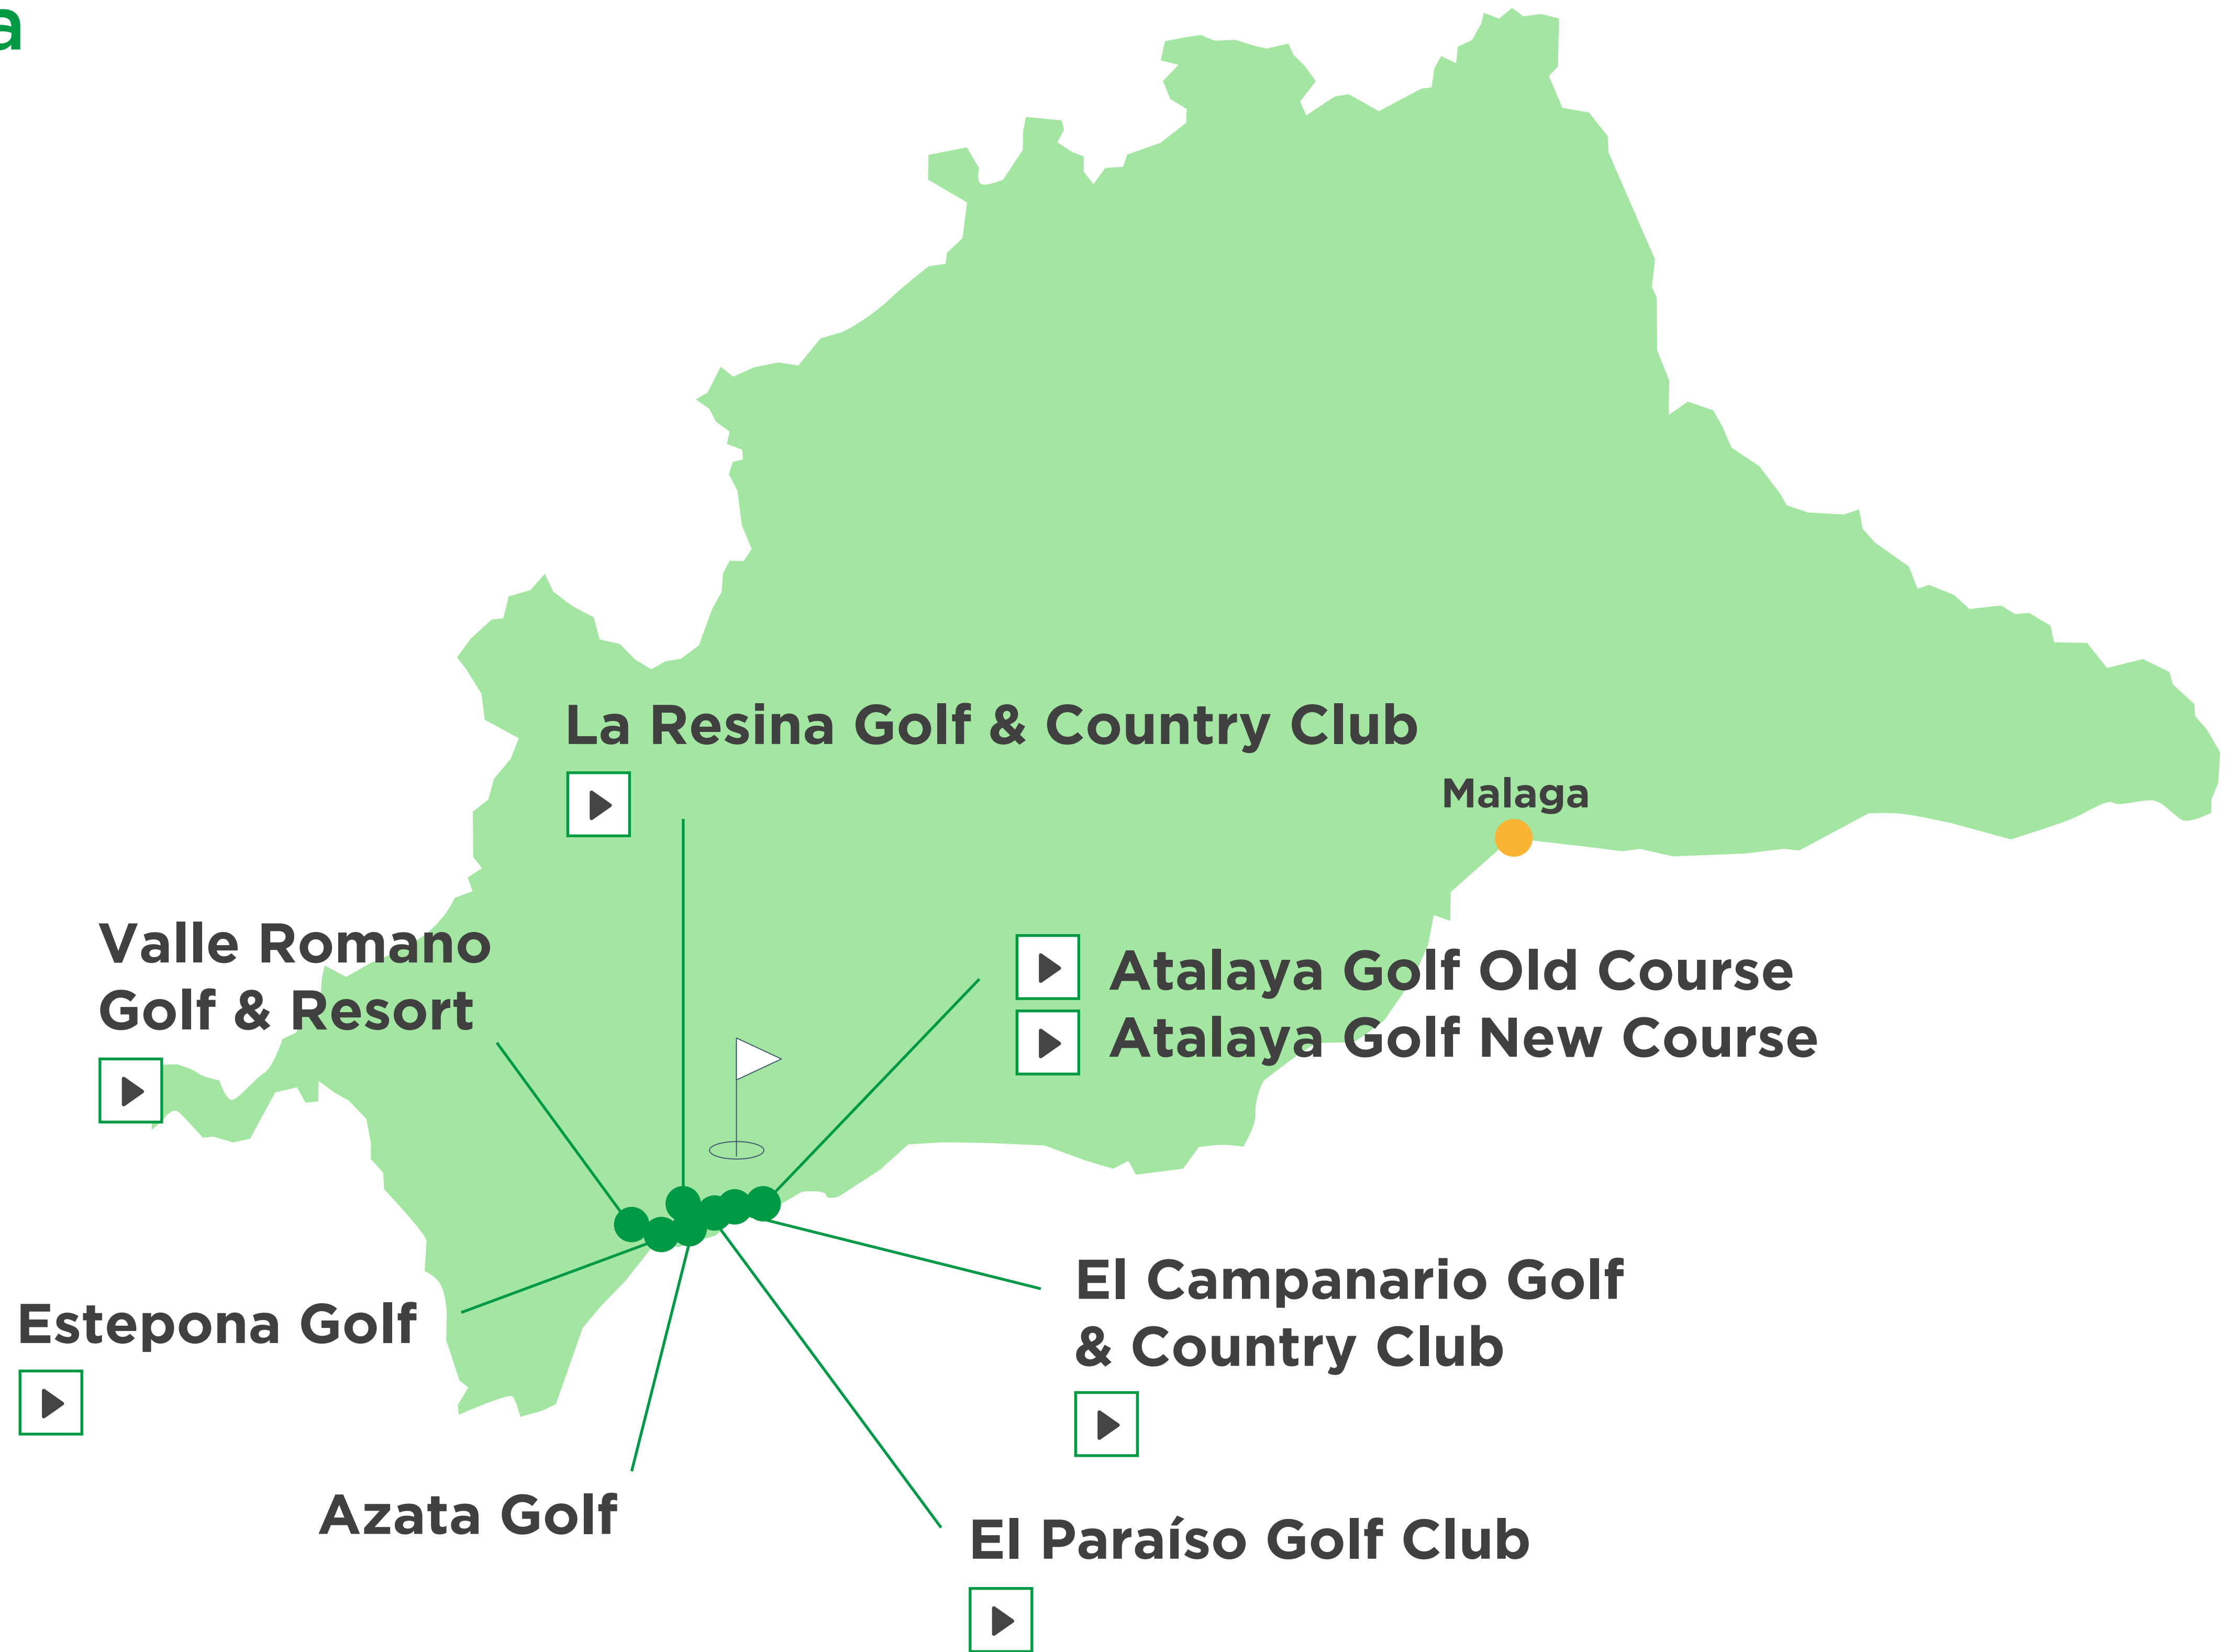 a
La Resina Golf & Country Club
Malaga
Valle Romano
Golf & Resort
Atalaya Golf Old Course
Atalaya Golf New Course
El Campanario Golf
& Country Club
Estepona Golf
Azata Golf
El Paraíso Golf Club